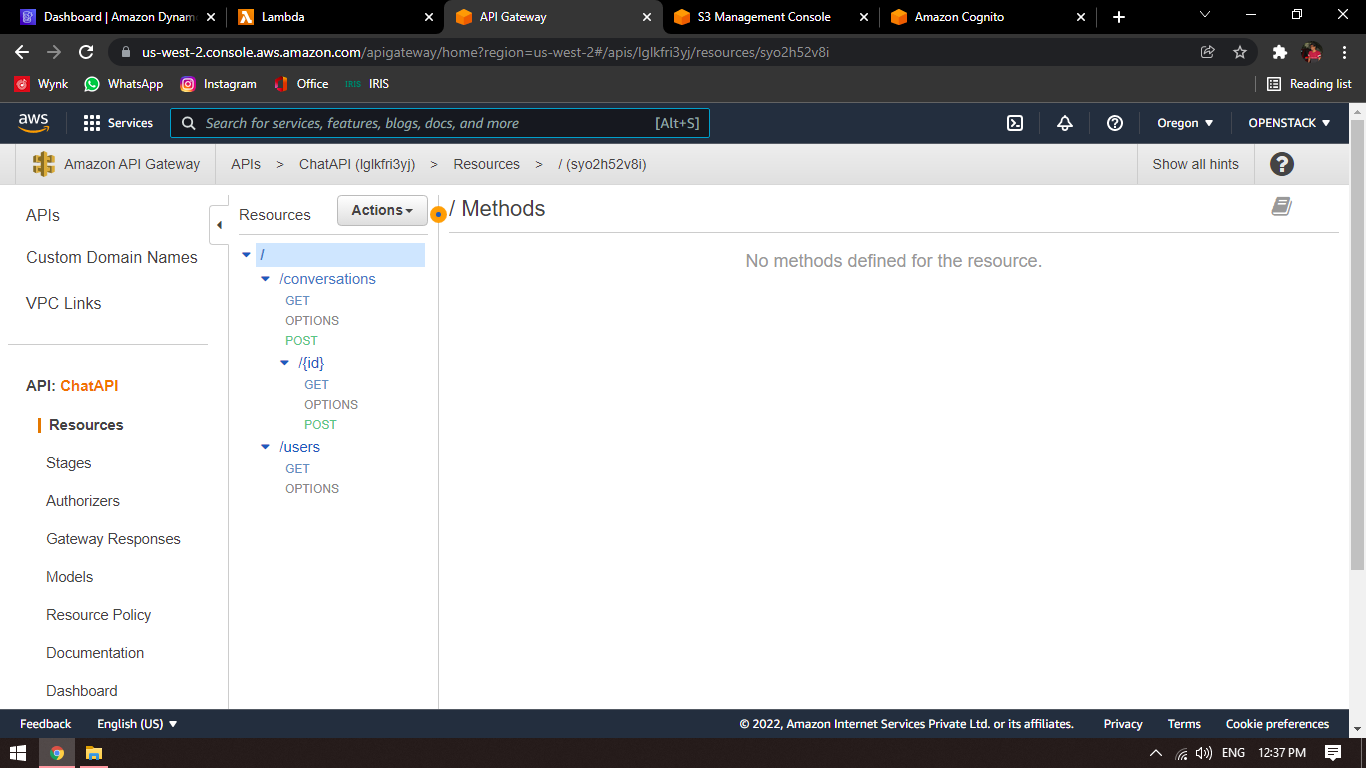 Dashboard | Amazon Dynam
Lambda
API Gateway
S3 Management Console
Amazon Cognito
us-west-2.console.aws.amazon.com/apigateway/home?region=us-west-2#/apis/lglkfri3yj/resources/syo2h52v8i
Wynk
WhatsApp
Instagram
Office
IRIS IRIS
Reading list
aws
Services
Search for services, features, blogs, docs, and more [Alt+S]
Oregon
OPENSTACK
Amazon API Gateway
APIs > ChatAPI (lglkfri3yj) > Resources > / (syo2h52v8i)
Show all hints
?
APIs
Custom Domain Names
VPC Links
API: ChatAPI
Resources
Stages
Authorizers
Gateway Responses
Models
Resource Policy
Documentation
Dashboard
Resources
Actions
/
/conversations
GET
OPTIONS
POST
/{id}
GET
OPTIONS
POST
/users
GET
OPTIONS
/ Methods
No methods defined for the resource.
Feedback
English (US)
© 2022, Amazon Internet Services Private Ltd. or its affiliates.
Privacy
Terms
Cookie preferences
ENG
12:37 PM